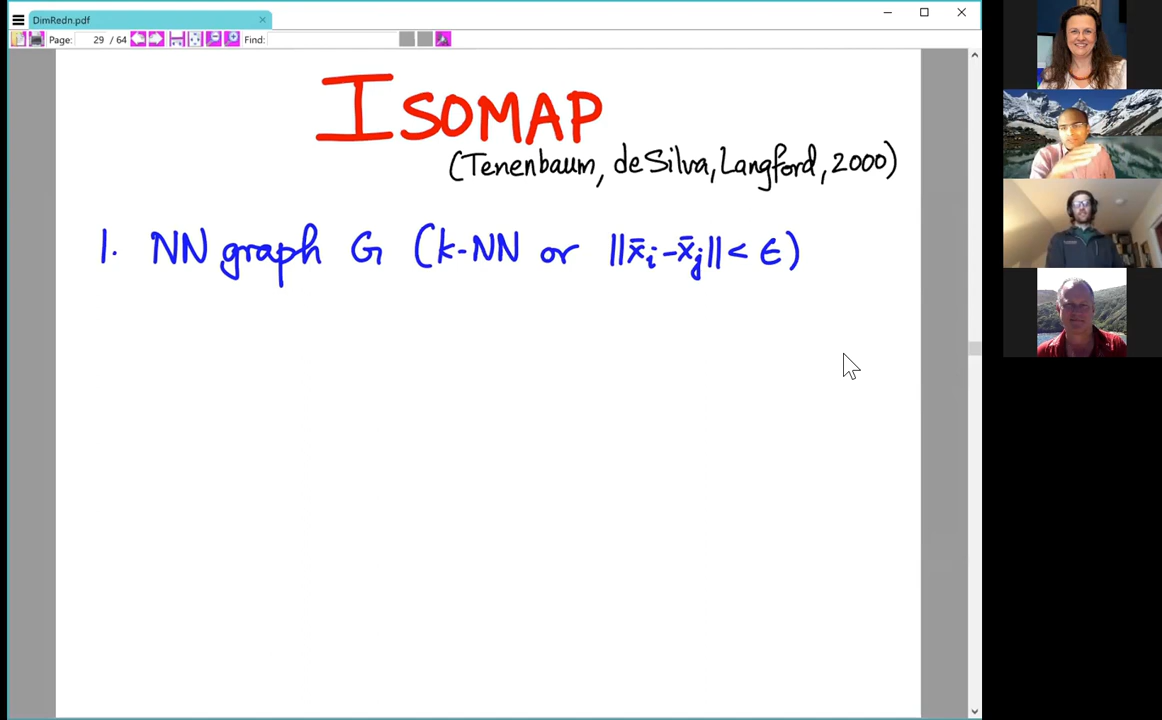 DimRedn.pdf
Page: 29 / 64 Find:
ISOMAP
(Tenenbaum, deSilva, Langford, 2000)
1. NN graph G (k-NN or ||x̄ᵢ-x̄ⱼ|| < ϵ)